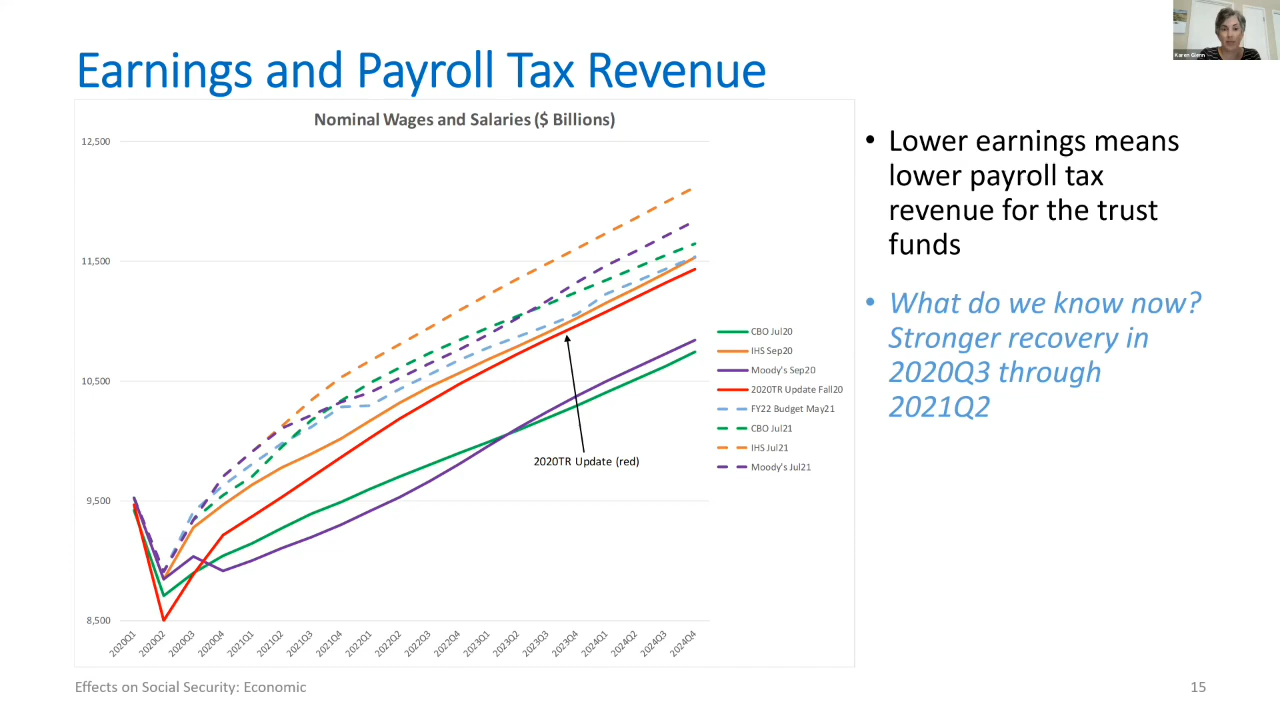 Karen Glenn
Earnings and Payroll Tax Revenue
Nominal Wages and Salaries ($ Billions)
12,500
11,500
10,500
9,500
8,500
2020Q1
2020Q2
2020Q3
2020Q4
2021Q1
2021Q2
2021Q3
2021Q4
2022Q1
2022Q2
2022Q3
2022Q4
2023Q1
2023Q2
2023Q3
2023Q4
2024Q1
2024Q2
2024Q3
2024Q4
CBO Jul20
IHS Sep20
Moody's Sep20
2020TR Update Fall20
FY22 Budget May21
CBO Jul21
IHS Jul21
Moody's Jul21
2020TR Update (red)
• Lower earnings means
lower payroll tax
revenue for the trust
funds
• What do we know now?
Stronger recovery in
2020Q3 through
2021Q2
Effects on Social Security: Economic
15